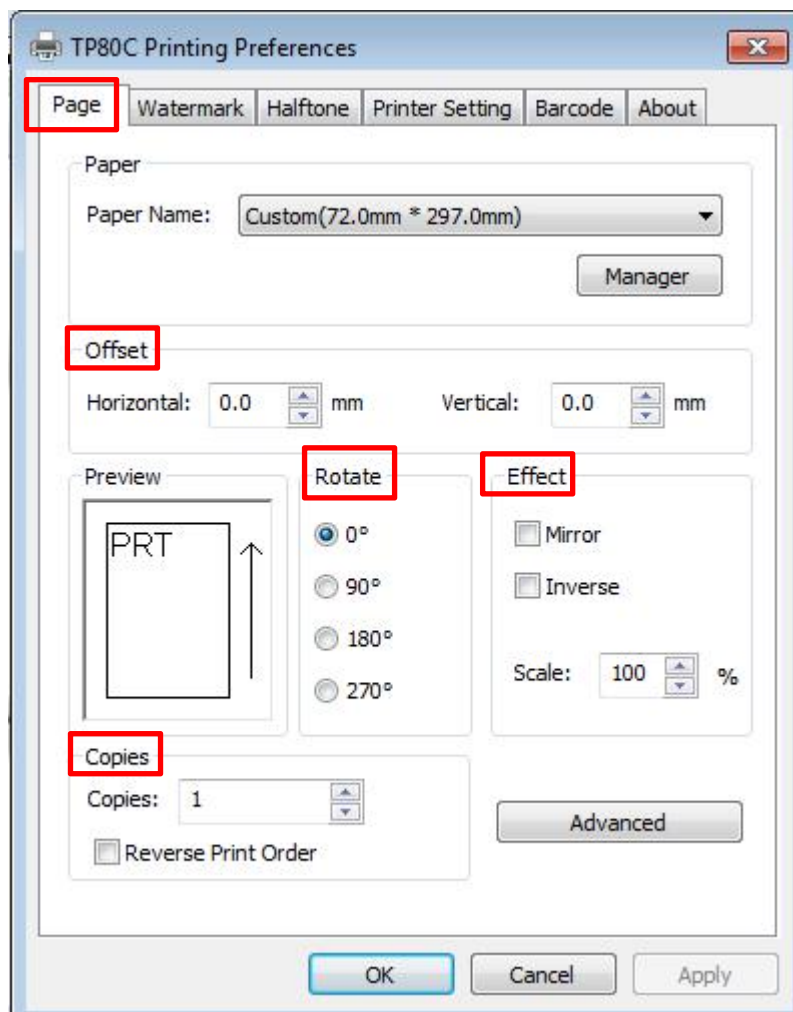 TP80C Printing Preferences
Page Watermark Halftone Printer Setting Barcode About
Paper
Paper Name: Custom(72.0mm * 297.0mm)
Manager
Offset
Horizontal: 0.0 mm Vertical: 0.0 mm
Preview Rotate Effect
PRT
0° Mirror
90° Inverse
180°
Scale: 100 %
270°
Copies
Copies: 1
Advanced
Reverse Print Order
OK Cancel Apply